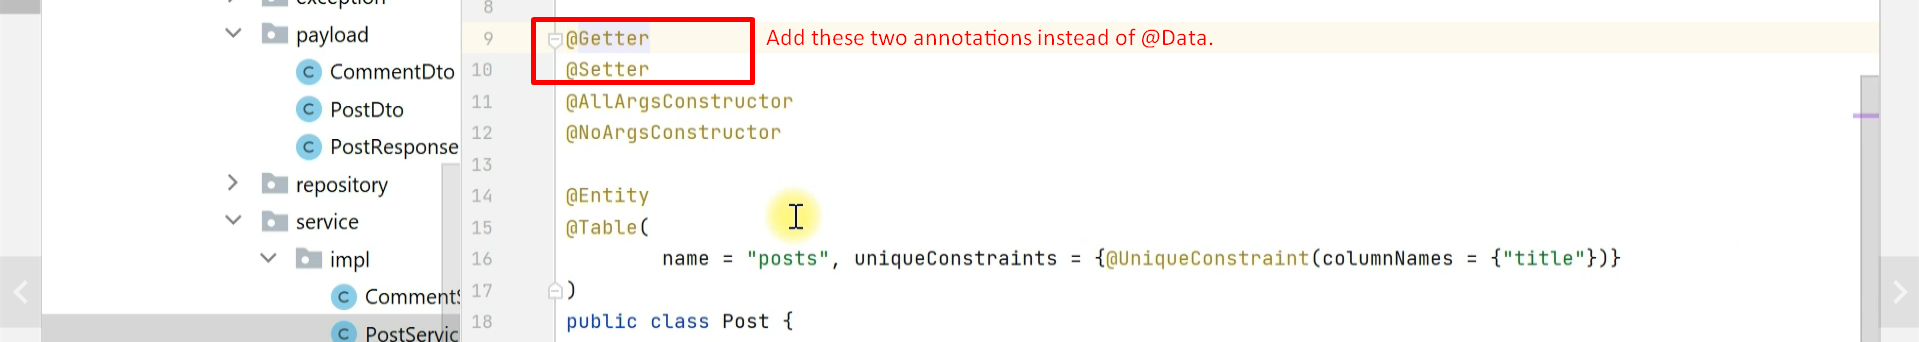 exception
payload
CommentDto
PostDto
PostResponse
repository
service
impl
Comment
PostServic
8
9 @Getter
10 @Setter
11 @AllArgsConstructor
12 @NoArgsConstructor
13
14 @Entity
15 @Table(
16 name = "posts", uniqueConstraints = {@UniqueConstraint(columnNames = {"title"})}
17 )
18 public class Post {
Add these two annotations instead of @Data.